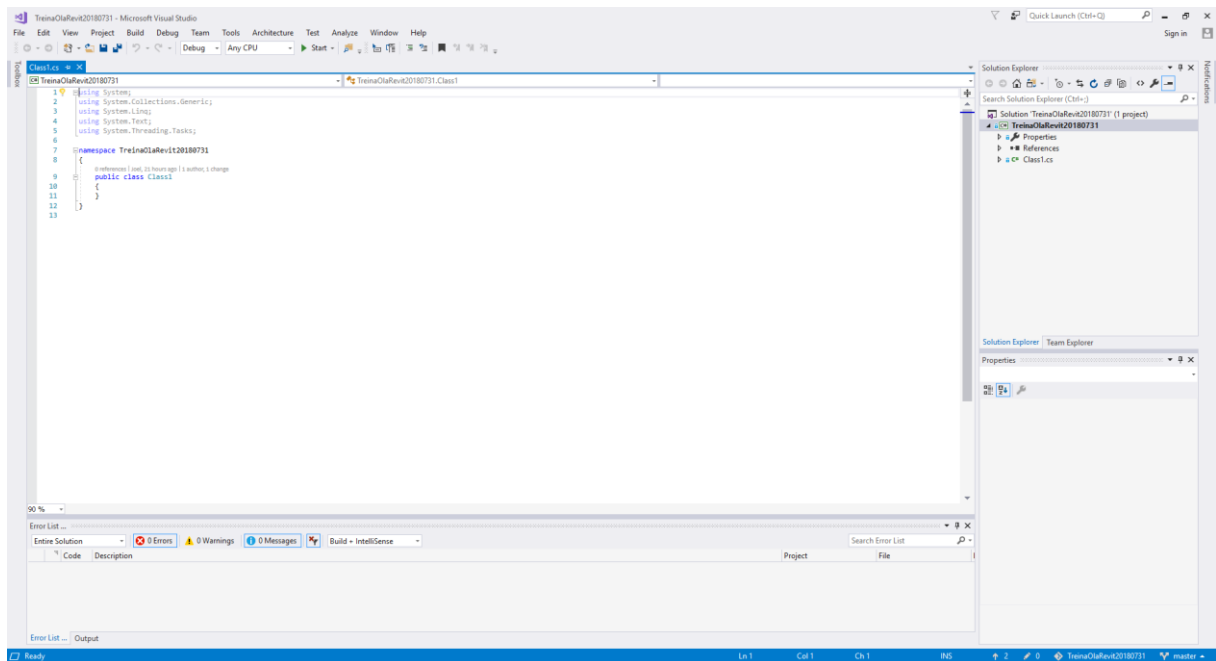 TreinaOlaRevit20180731 - Microsoft Visual Studio
Quick Launch (Ctrl+Q)
File Edit View Project Build Debug Team Tools Architecture Test Analyze Window Help
Sign in
Debug Any CPU Start
Toolbox
Class1.cs
TreinaOlaRevit20180731
TreinaOlaRevit20180731.Class1
1 using System;
2 using System.Collections.Generic;
3 using System.Linq;
4 using System.Text;
5 using System.Threading.Tasks;
6
7 namespace TreinaOlaRevit20180731
8 {
0 references | Joel, 21 hours ago | 1 author, 1 change
9 public class Class1
10 {
11 }
12 }
13
90 %
Solution Explorer
Search Solution Explorer (Ctrl+;)
Solution 'TreinaOlaRevit20180731' (1 project)
TreinaOlaRevit20180731
Properties
References
Class1.cs
Solution Explorer Team Explorer
Properties
Notifications
Error List ...
Entire Solution 0 Errors 0 Warnings 0 Messages Build + IntelliSense Search Error List
Code Description Project File
Error List ... Output
Ready Ln 1 Col 1 Ch 1 INS 2 0 TreinaOlaRevit20180731 master